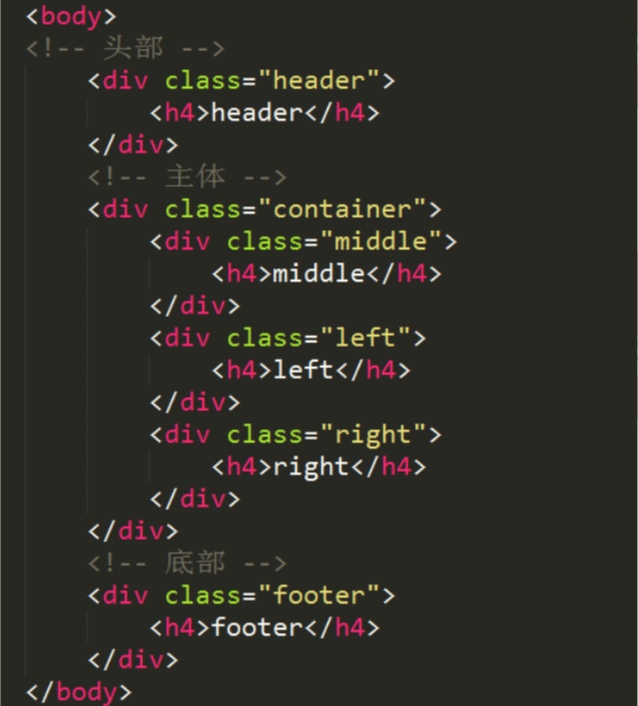 <body>
<!-- 头部 -->
<div class="header">
<h4>header</h4>
</div>
<!-- 主体 -->
<div class="container">
<div class="middle">
<h4>middle</h4>
</div>
<div class="left">
<h4>left</h4>
</div>
<div class="right">
<h4>right</h4>
</div>
</div>
<!-- 底部 -->
<div class="footer">
<h4>footer</h4>
</div>
</body>